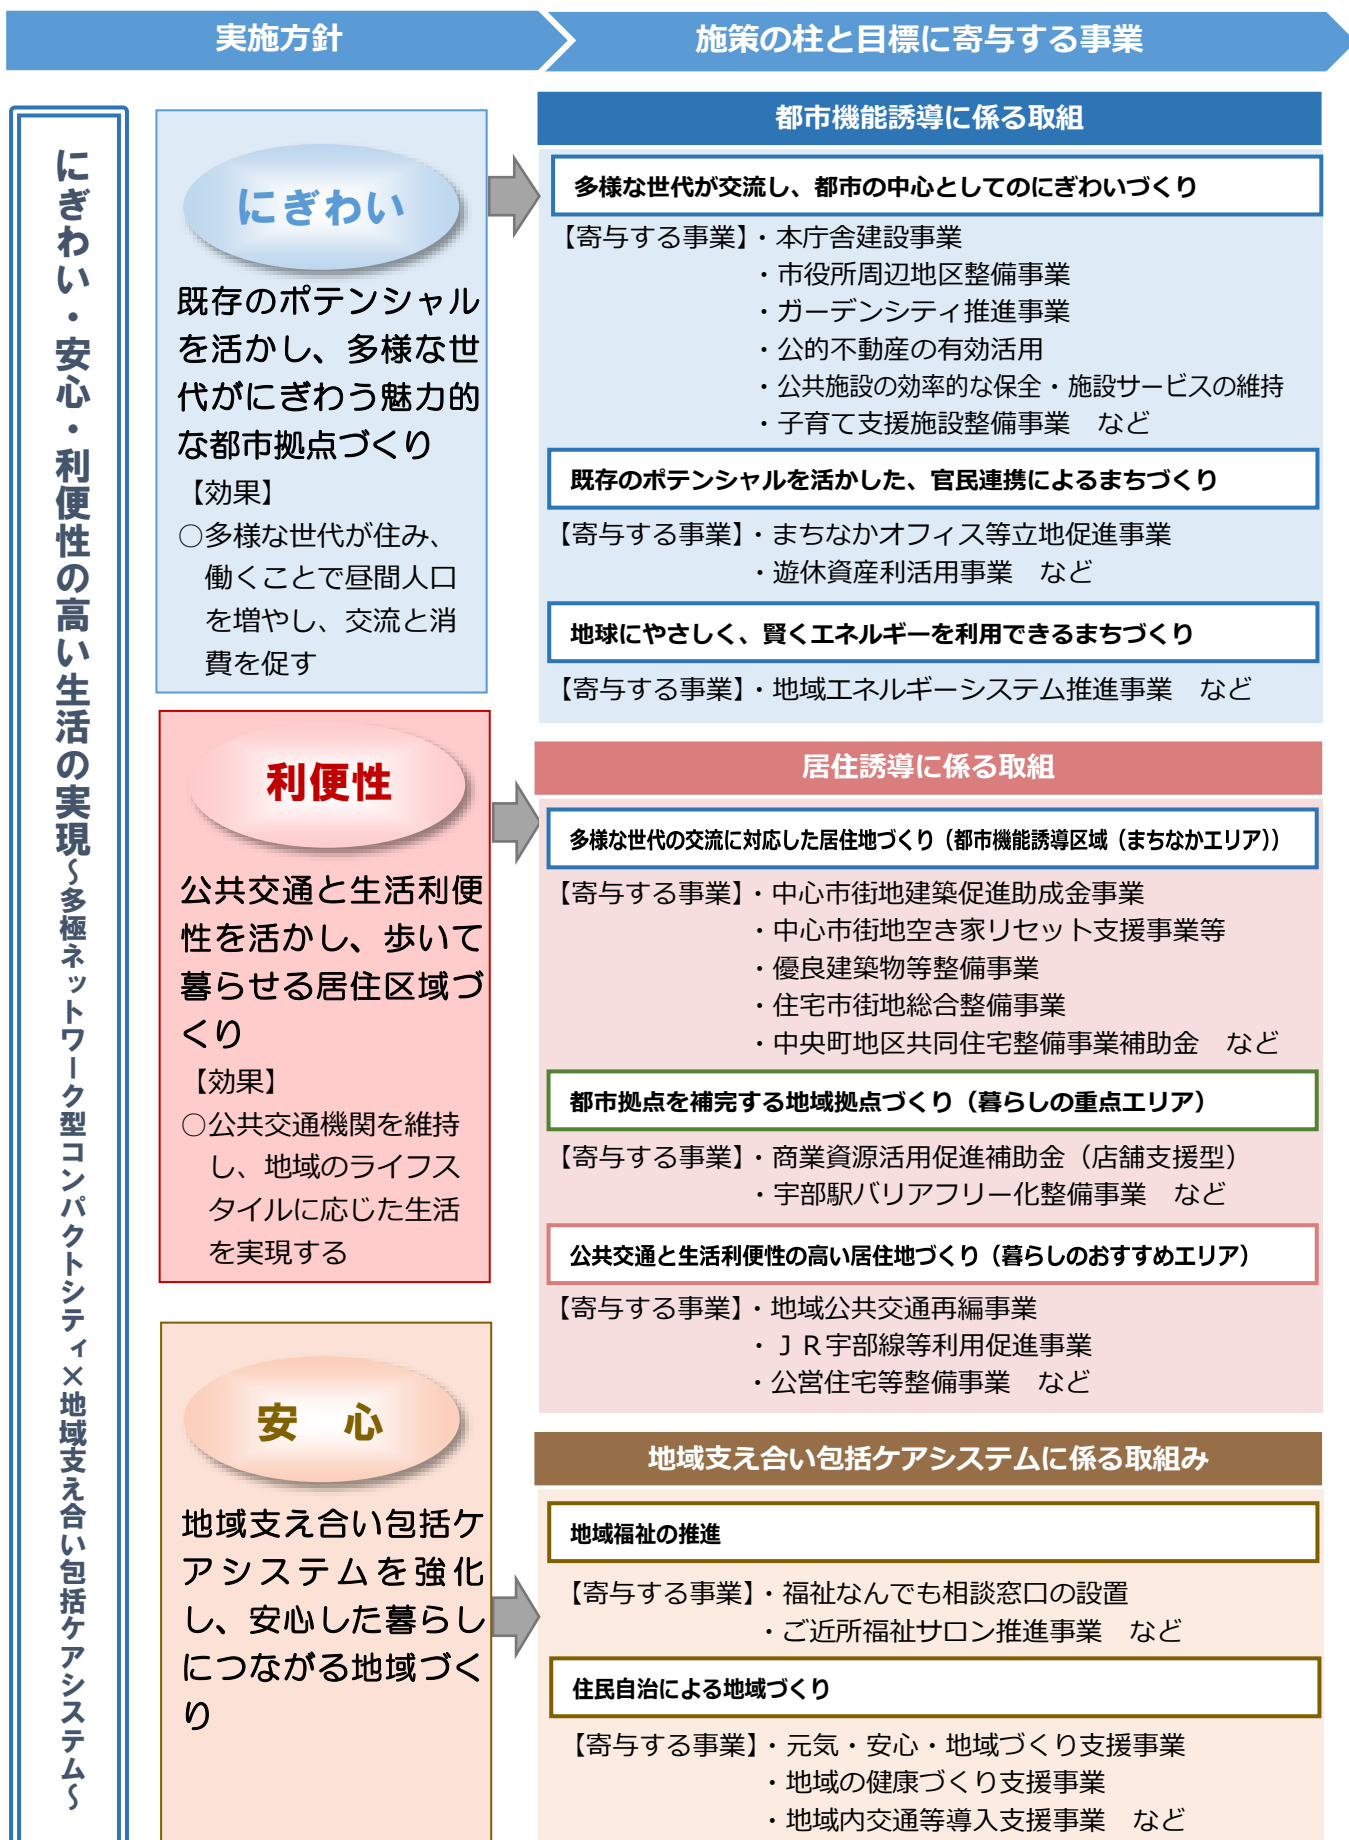 実施方針
施策の柱と目標に寄与する事業
にぎわい・安心・利便性の高い生活の実現～多極ネットワーク型コンパクトシティ×地域支え合い包括ケアシステム～
にぎわい
既存のポテンシャル
を活かし、多様な世
代がにぎわう魅力的
な都市拠点づくり
【効果】
○多様な世代が住み、
働くことで昼間人口
を増やし、交流と消
費を促す
都市機能誘導に係る取組
多様な世代が交流し、都市の中心としてのにぎわいづくり
【寄与する事業】・本庁舎建設事業
・市役所周辺地区整備事業
・ガーデンシティ推進事業
・公的不動産の有効活用
・公共施設の効率的な保全・施設サービスの維持
・子育て支援施設整備事業　など
既存のポテンシャルを活かした、官民連携によるまちづくり
【寄与する事業】・まちなかオフィス等立地促進事業
・遊休資産利活用事業　など
地球にやさしく、賢くエネルギーを利用できるまちづくり
【寄与する事業】・地域エネルギーシステム推進事業　など
利便性
公共交通と生活利便
性を活かし、歩いて
暮らせる居住区域づ
くり
【効果】
○公共交通機関を維持
し、地域のライフス
タイルに応じた生活
を実現する
居住誘導に係る取組
多様な世代の交流に対応した居住地づくり（都市機能誘導区域（まちなかエリア））
【寄与する事業】・中心市街地建築促進助成金事業
・中心市街地空き家リセット支援事業等
・優良建築物等整備事業
・住宅市街地総合整備事業
・中央町地区共同住宅整備事業補助金　など
都市拠点を補完する地域拠点づくり（暮らしの重点エリア）
【寄与する事業】・商業資源活用促進補助金（店舗支援型）
・宇部駅バリアフリー化整備事業　など
公共交通と生活利便性の高い居住地づくり（暮らしのおすすめエリア）
【寄与する事業】・地域公共交通再編事業
・ＪＲ宇部線等利用促進事業
・公営住宅等整備事業　など
安　心
地域支え合い包括ケ
アシステムを強化
し、安心した暮らし
につながる地域づく
り
地域支え合い包括ケアシステムに係る取組み
地域福祉の推進
【寄与する事業】・福祉なんでも相談窓口の設置
・ご近所福祉サロン推進事業　など
住民自治による地域づくり
【寄与する事業】・元気・安心・地域づくり支援事業
・地域の健康づくり支援事業
・地域内交通等導入支援事業　など